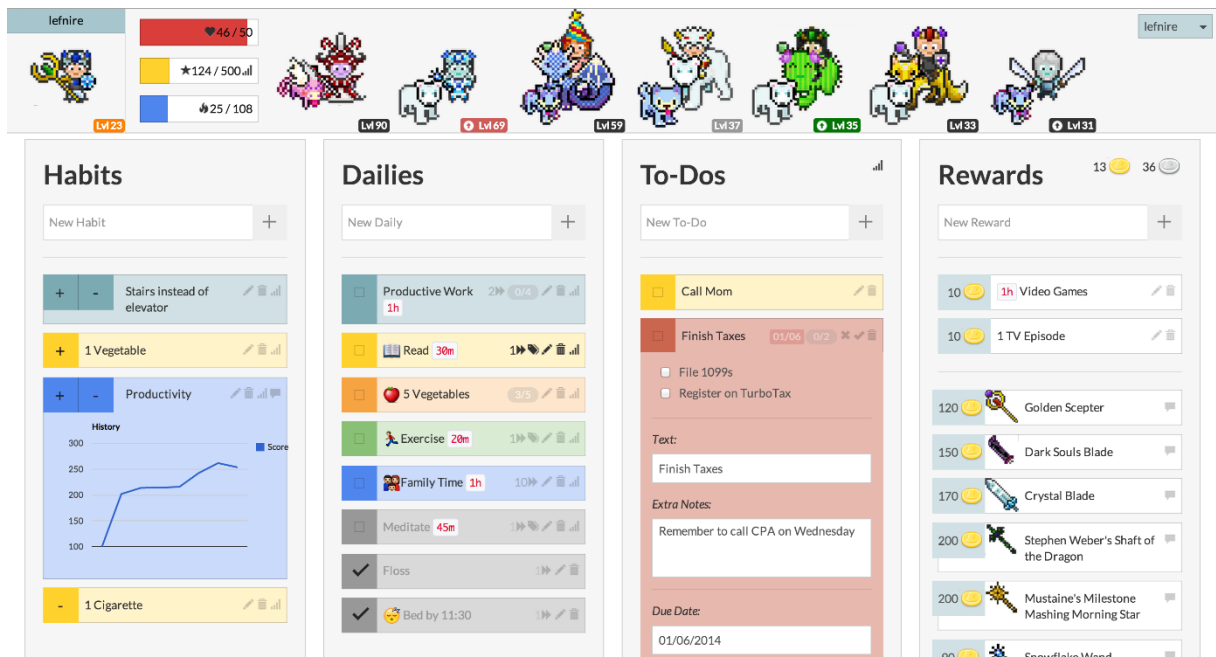 lefnire
46 / 50
124 / 500
25 / 108
Lvl 23
Lvl 90
Lvl 69
Lvl 59
Lvl 37
Lvl 35
Lvl 33
Lvl 31
lefnire
Habits
New Habit
+
+ - Stairs instead of
elevator
+ 1 Vegetable
+ - Productivity
History
300
250
200
150
100
Score
- 1 Cigarette
Dailies
New Daily
+
Productive Work 2 0/4
1h
Read 30m 1
5 Vegetables 3/5
Exercise 20m 1
Family Time 1h 10
Meditate 45m 1
Floss 1
Bed by 11:30 1
To-Dos
New To-Do
+
Call Mom
Finish Taxes 01/06 0/2
File 1099s
Register on TurboTax
Text:
Finish Taxes
Extra Notes:
Remember to call CPA on Wednesday
Due Date:
01/06/2014
Rewards
13 36
New Reward
+
10 1h Video Games
10 1 TV Episode
120 Golden Scepter
150 Dark Souls Blade
170 Crystal Blade
200 Stephen Weber's Shaft of
the Dragon
200 Mustaine's Milestone
Mashing Morning Star
90 Snowflake Wand